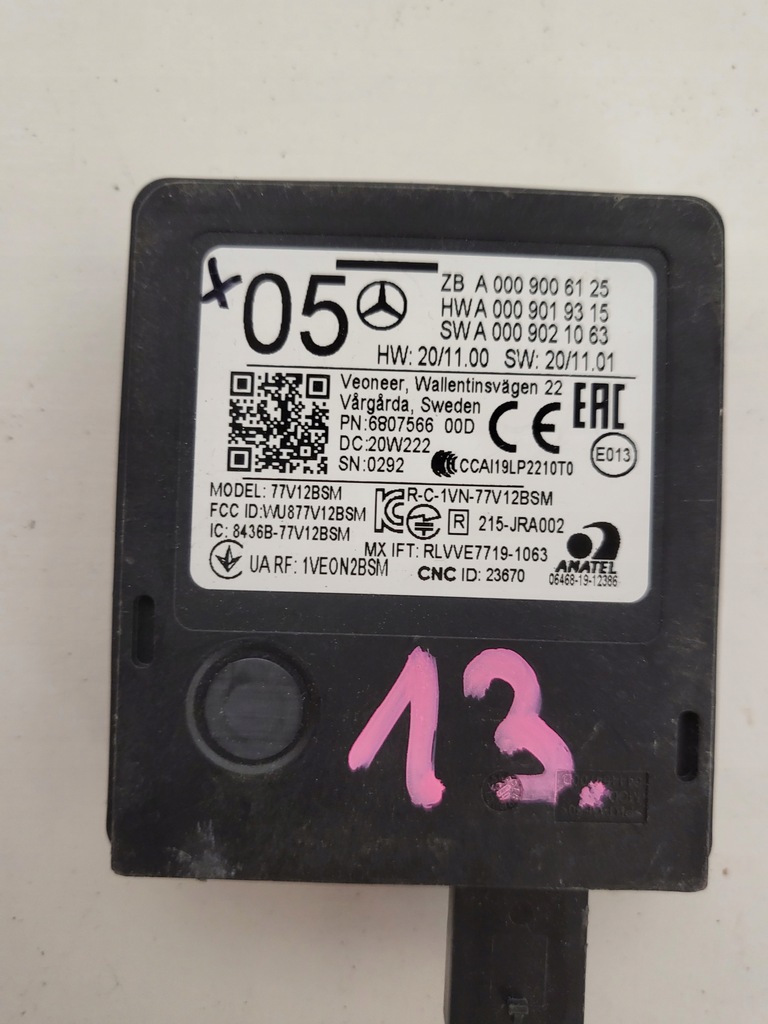 x 05 ZB A 000 900 61 25
HW A 000 901 93 15
SW A 000 902 10 63
HW: 20/11.00 SW: 20/11.01
Veoneer, Wallentinsvägen 22
Vårgårda, Sweden
PN:6807566 00D
DC:20W222
SN:0292
CE
EAC
CCAI19LP2210T0
E013
MODEL: 77V12BSM
FCC ID:WU877V12BSM
IC: 8436B-77V12BSM
R-C-1VN-77V12BSM
R 215-JRA002
MX IFT: RLVVE7719-1063
UA RF: 1VEON2BSM
CNC ID: 23670
ANATEL
06468-19-12386
13.